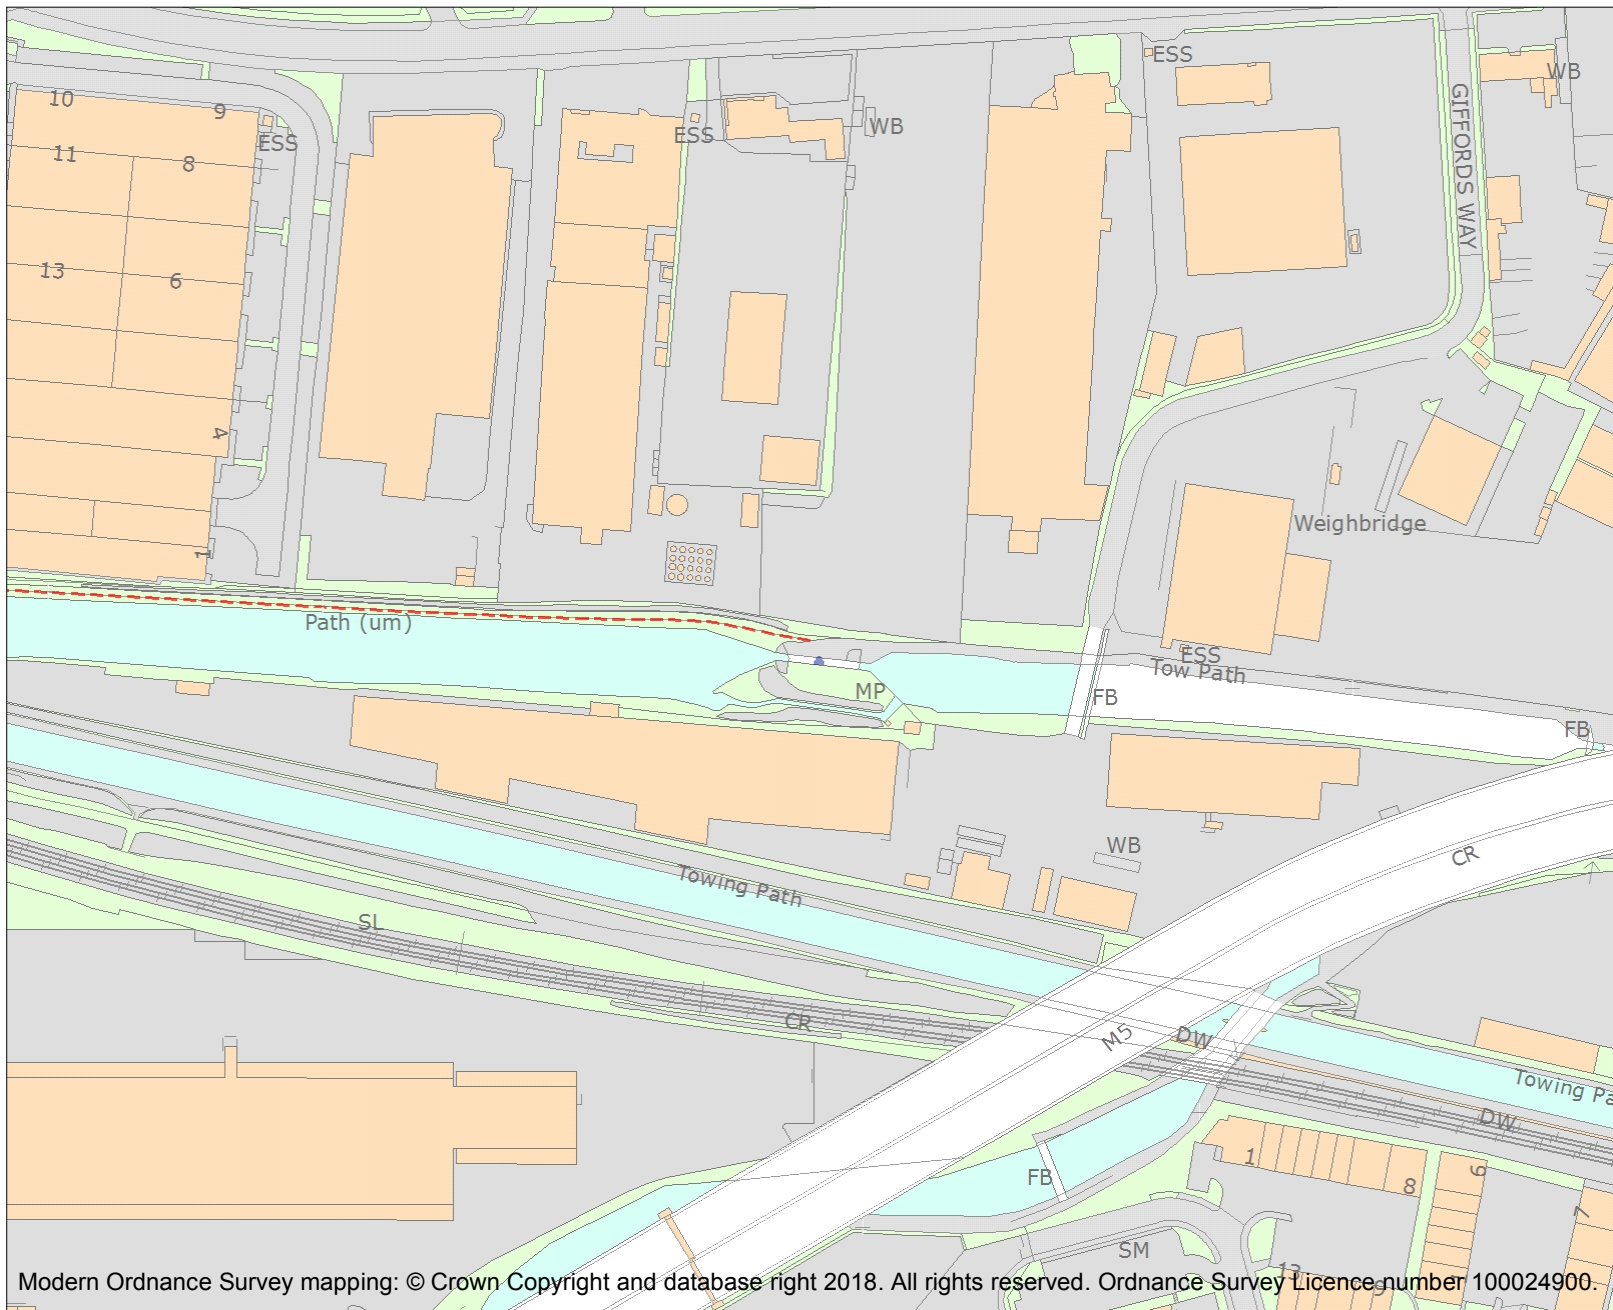 10
9
ESS
11
8
13
6
4
1
ESS
WB
ESS
WB
GIFFORDS WAY
Weighbridge
Path (um)
MP
ESS
Tow Path
FB
FB
WB
CR
Towing Path
SL
CR
M5
DW
Towing Pa
DW
FB
1
8
9
7
SM
13
9
Modern Ordnance Survey mapping: © Crown Copyright and database right 2018. All rights reserved. Ordnance Survey Licence number 100024900.